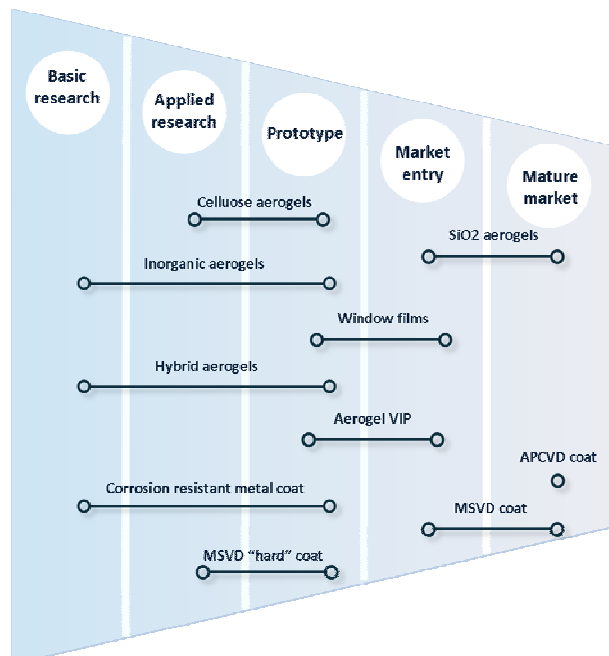 Basic
research
Applied
research
Prototype
Market
entry
Mature
market
Celluose aerogels
SiO2 aerogels
Inorganic aerogels
Window films
Hybrid aerogels
Aerogel VIP
APCVD coat
Corrosion resistant metal coat
MSVD coat
MSVD “hard” coat